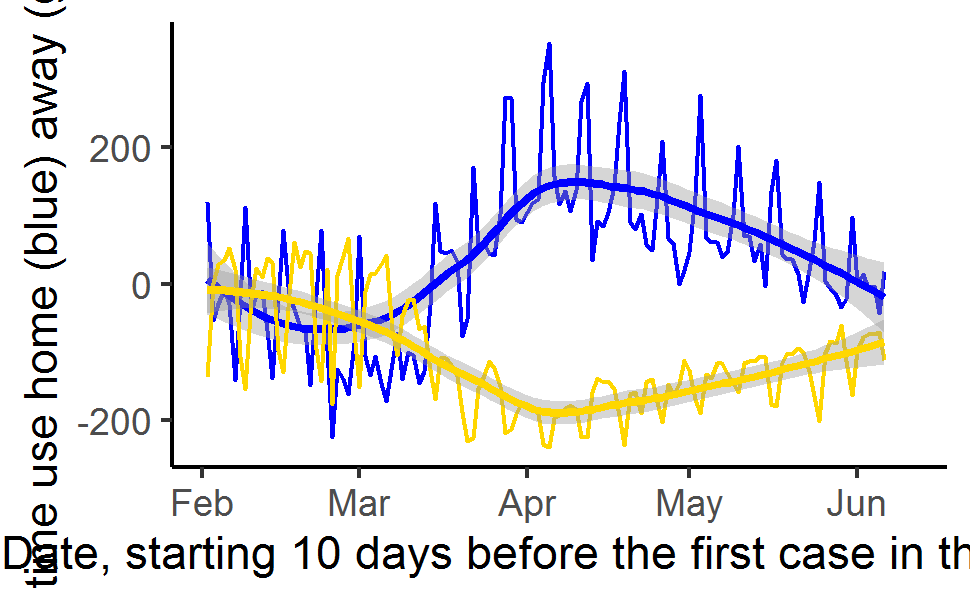 time use home (blue) away (
200
0
-200
Feb Mar Apr May Jun
Date, starting 10 days before the first case in th